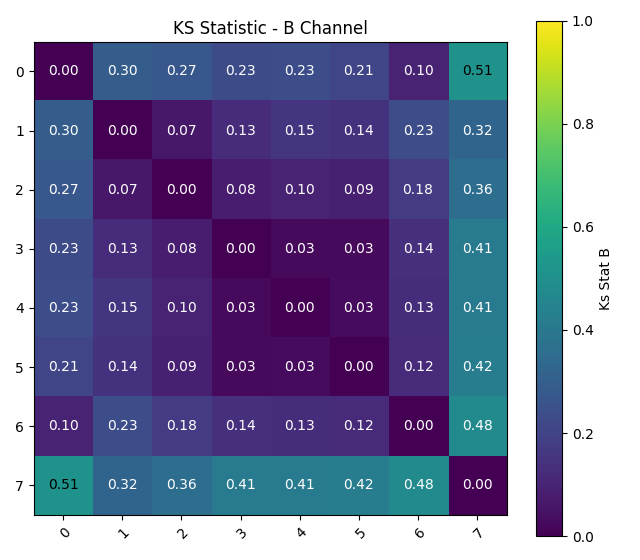 KS Statistic - B Channel
0 0.00 0.30 0.27 0.23 0.23 0.21 0.10 0.51
1 0.30 0.00 0.07 0.13 0.15 0.14 0.23 0.32
2 0.27 0.07 0.00 0.08 0.10 0.09 0.18 0.36
3 0.23 0.13 0.08 0.00 0.03 0.03 0.14 0.41
4 0.23 0.15 0.10 0.03 0.00 0.03 0.13 0.41
5 0.21 0.14 0.09 0.03 0.03 0.00 0.12 0.42
6 0.10 0.23 0.18 0.14 0.13 0.12 0.00 0.48
7 0.51 0.32 0.36 0.41 0.41 0.42 0.48 0.00
0 1 2 3 4 5 6 7
1.0
0.8
0.6
0.4
0.2
0.0
Ks Stat B